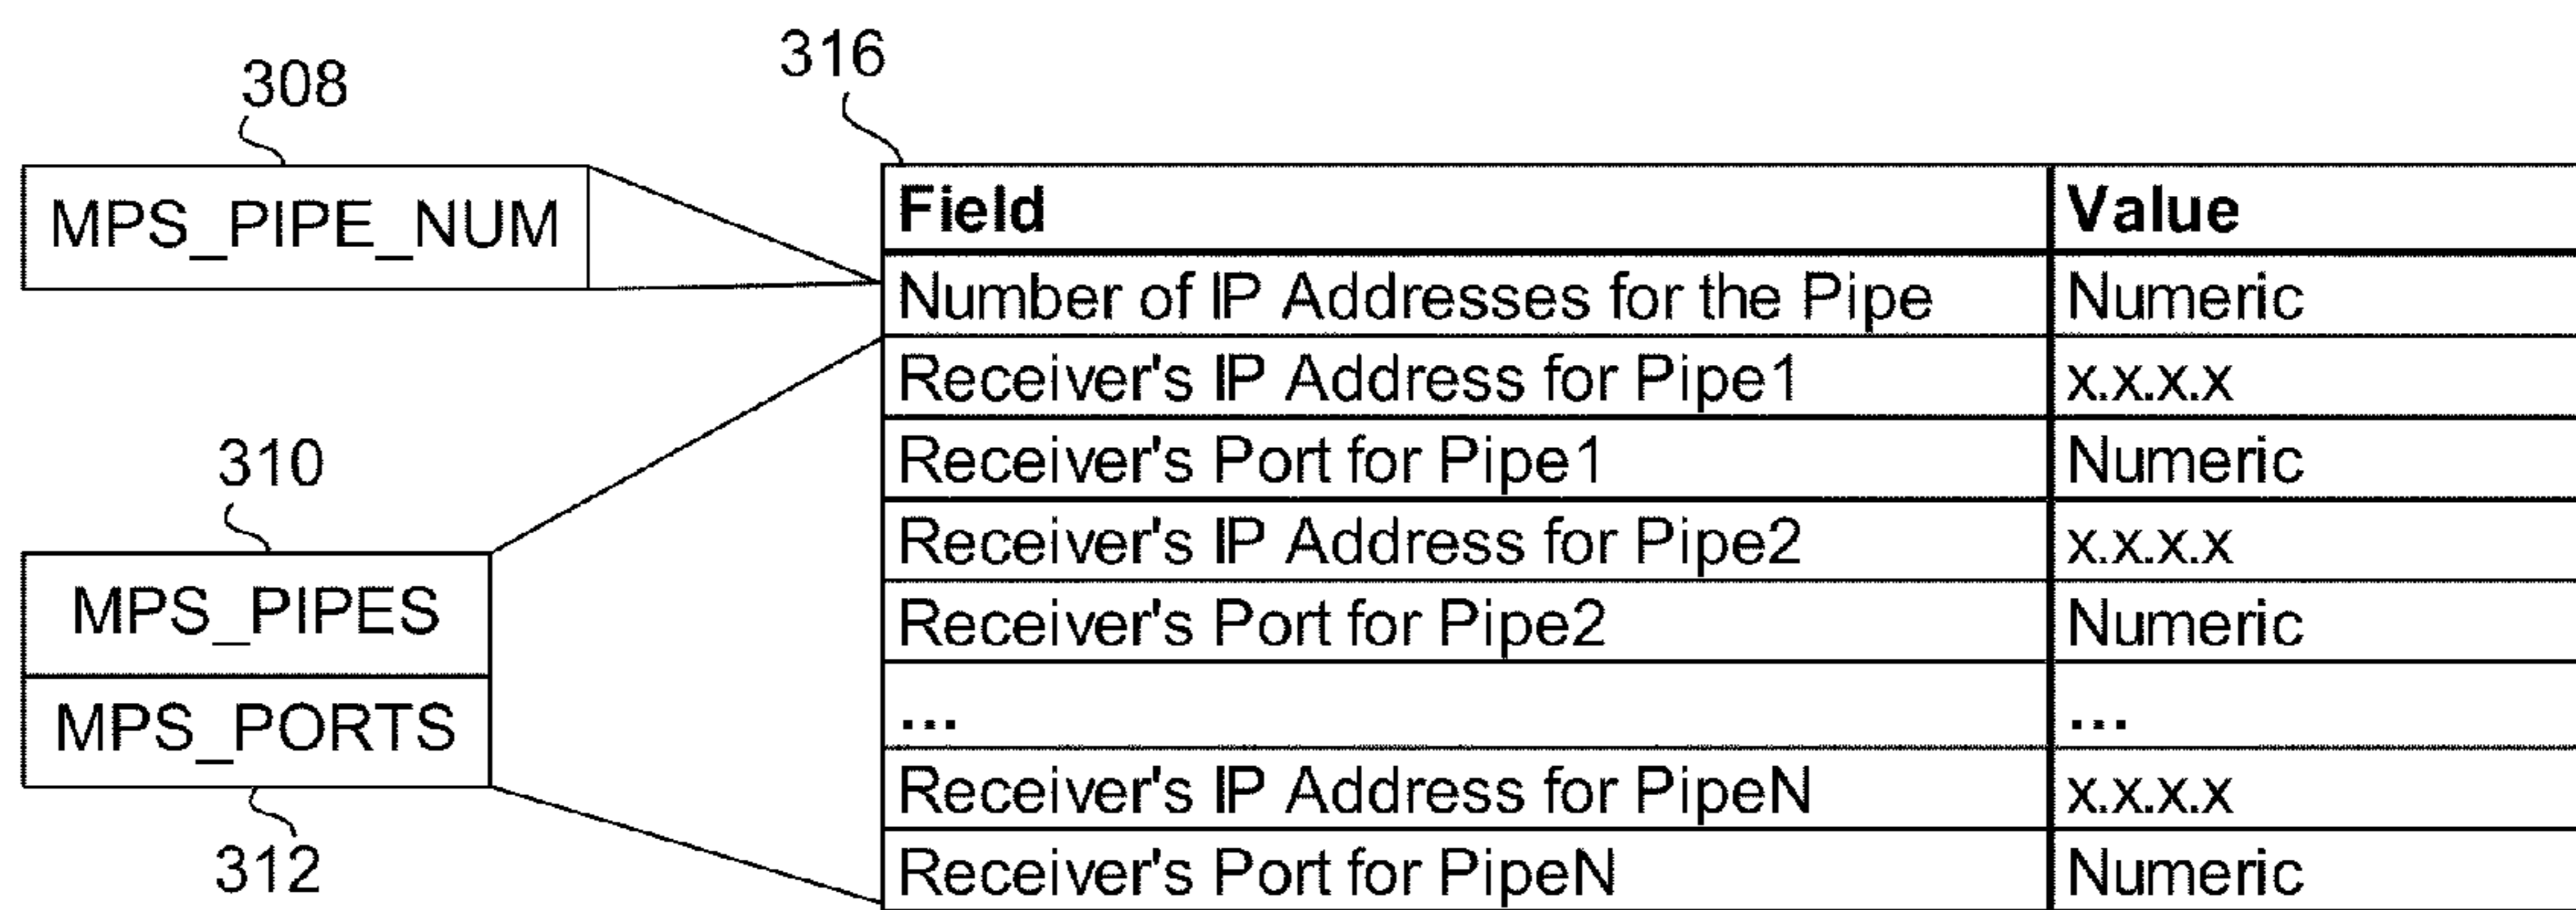 316
308
MPS_PIPE_NUM
Field Value
Number of IP Addresses for the Pipe Numeric
Receiver's IP Address for Pipe1 x.x.x.x
Receiver's Port for Pipe1 Numeric
310
Receiver's IP Address for Pipe2 x.x.x.x
MPS_PIPES
Receiver's Port for Pipe2 Numeric
MPS_PORTS
... ...
Receiver's IP Address for PipeN x.x.x.x
312
Receiver's Port for PipeN Numeric